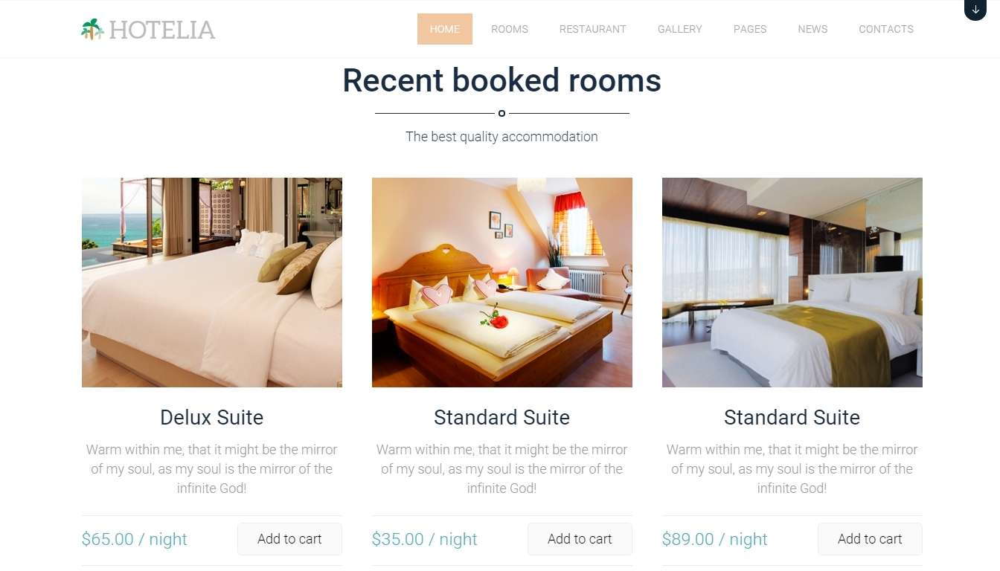 HOTELIA
HOME ROOMS RESTAURANT GALLERY PAGES NEWS CONTACTS
Recent booked rooms
The best quality accommodation
Delux Suite
Warm within me, that it might be the mirror
of my soul, as my soul is the mirror of the
infinite God!
$65.00 / night
Add to cart
Standard Suite
Warm within me, that it might be the mirror
of my soul, as my soul is the mirror of the
infinite God!
$35.00 / night
Add to cart
Standard Suite
Warm within me, that it might be the mirror
of my soul, as my soul is the mirror of the
infinite God!
$89.00 / night
Add to cart